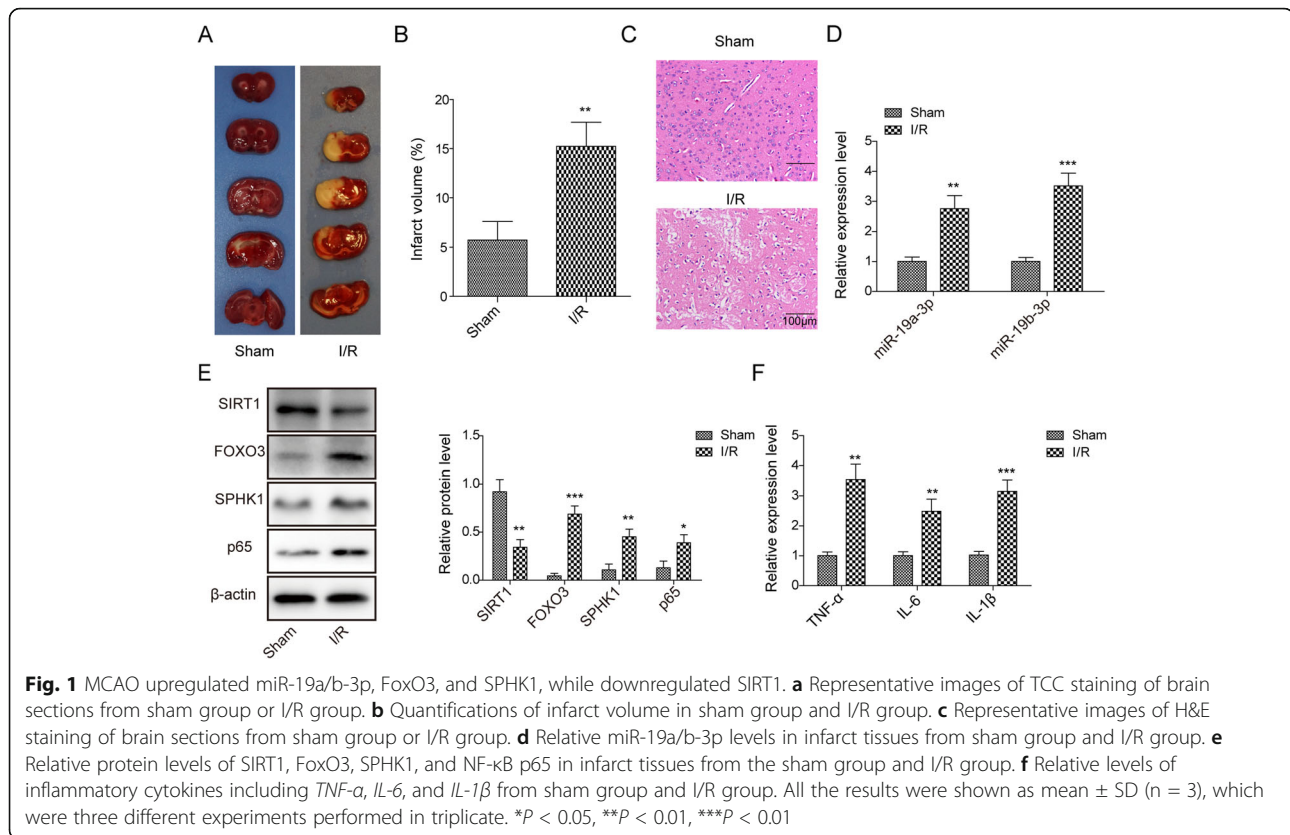 A
Sham
I/R
B
Infarct volume (%)
20
15
10
5
0
**
Sham
I/R
C
Sham
I/R
100μm
D
Sham
I/R
Relative expression level
5
4
3
2
1
0
**
***
miR-19a-3p
miR-19b-3p
E
SIRT1
FOXO3
SPHK1
p65
β-actin
Sham
I/R
Sham
I/R
Relative protein level
1.5
1.0
0.5
0.0
**
***
**
*
SIRT1
FOXO3
SPHK1
p65
F
Sham
I/R
Relative expression level
5
4
3
2
1
0
**
**
***
TNF-α
IL-6
IL-1β
Fig. 1 MCAO upregulated miR-19a/b-3p, FoxO3, and SPHK1, while downregulated SIRT1. a Representative images of TCC staining of brain
sections from sham group or I/R group. b Quantifications of infarct volume in sham group and I/R group. c Representative images of H&E
staining of brain sections from sham group or I/R group. d Relative miR-19a/b-3p levels in infarct tissues from sham group and I/R group. e
Relative protein levels of SIRT1, FoxO3, SPHK1, and NF-κB p65 in infarct tissues from the sham group and I/R group. f Relative levels of
inflammatory cytokines including TNF-α, IL-6, and IL-1β from sham group and I/R group. All the results were shown as mean ± SD (n = 3), which
were three different experiments performed in triplicate. *P < 0.05, **P < 0.01, ***P < 0.01